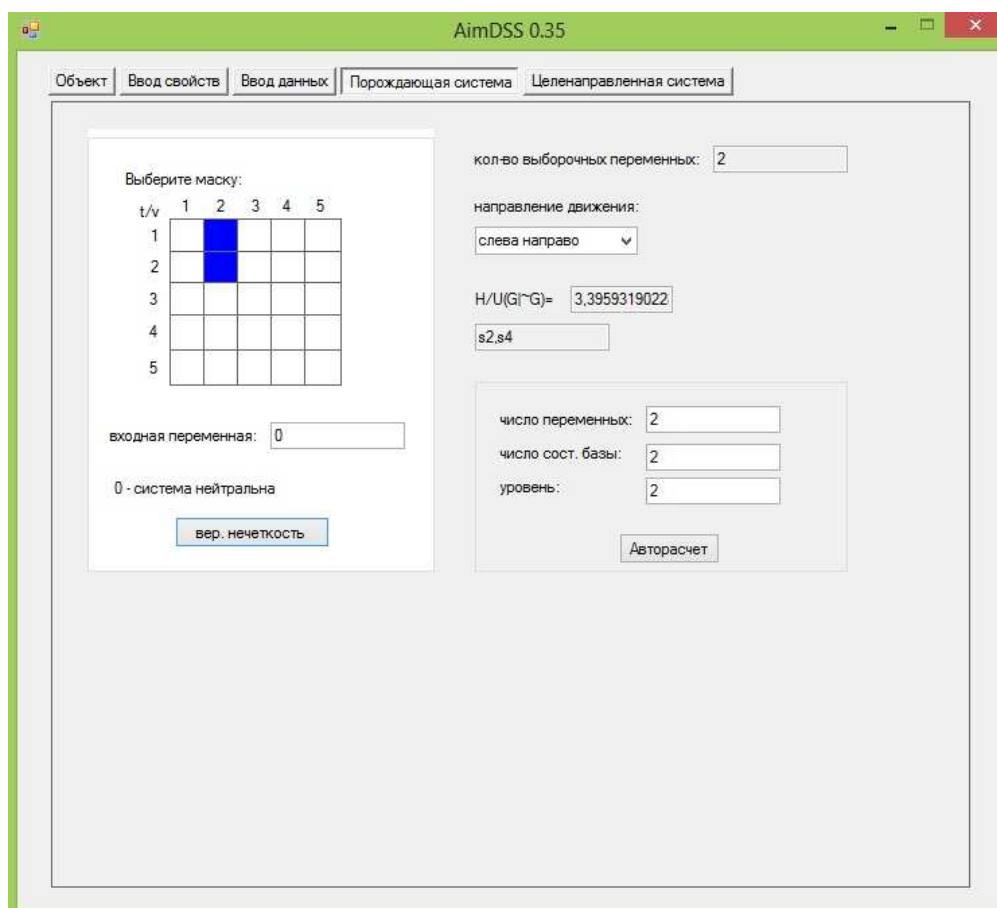 AimDSS 0.35
Объект Ввод свойств Ввод данных Порождающая система Целенаправленная система
Выберите маску:
t/v 1 2 3 4 5
1
2
3
4
5
входная переменная: 0
0 - система нейтральна
вер. нечеткость
кол-во выборочных переменных: 2
направление движения:
слева направо
H/U(G|~G)= 3,3959319022
s2,s4
число переменных: 2
число сост. базы: 2
уровень: 2
Авторасчет